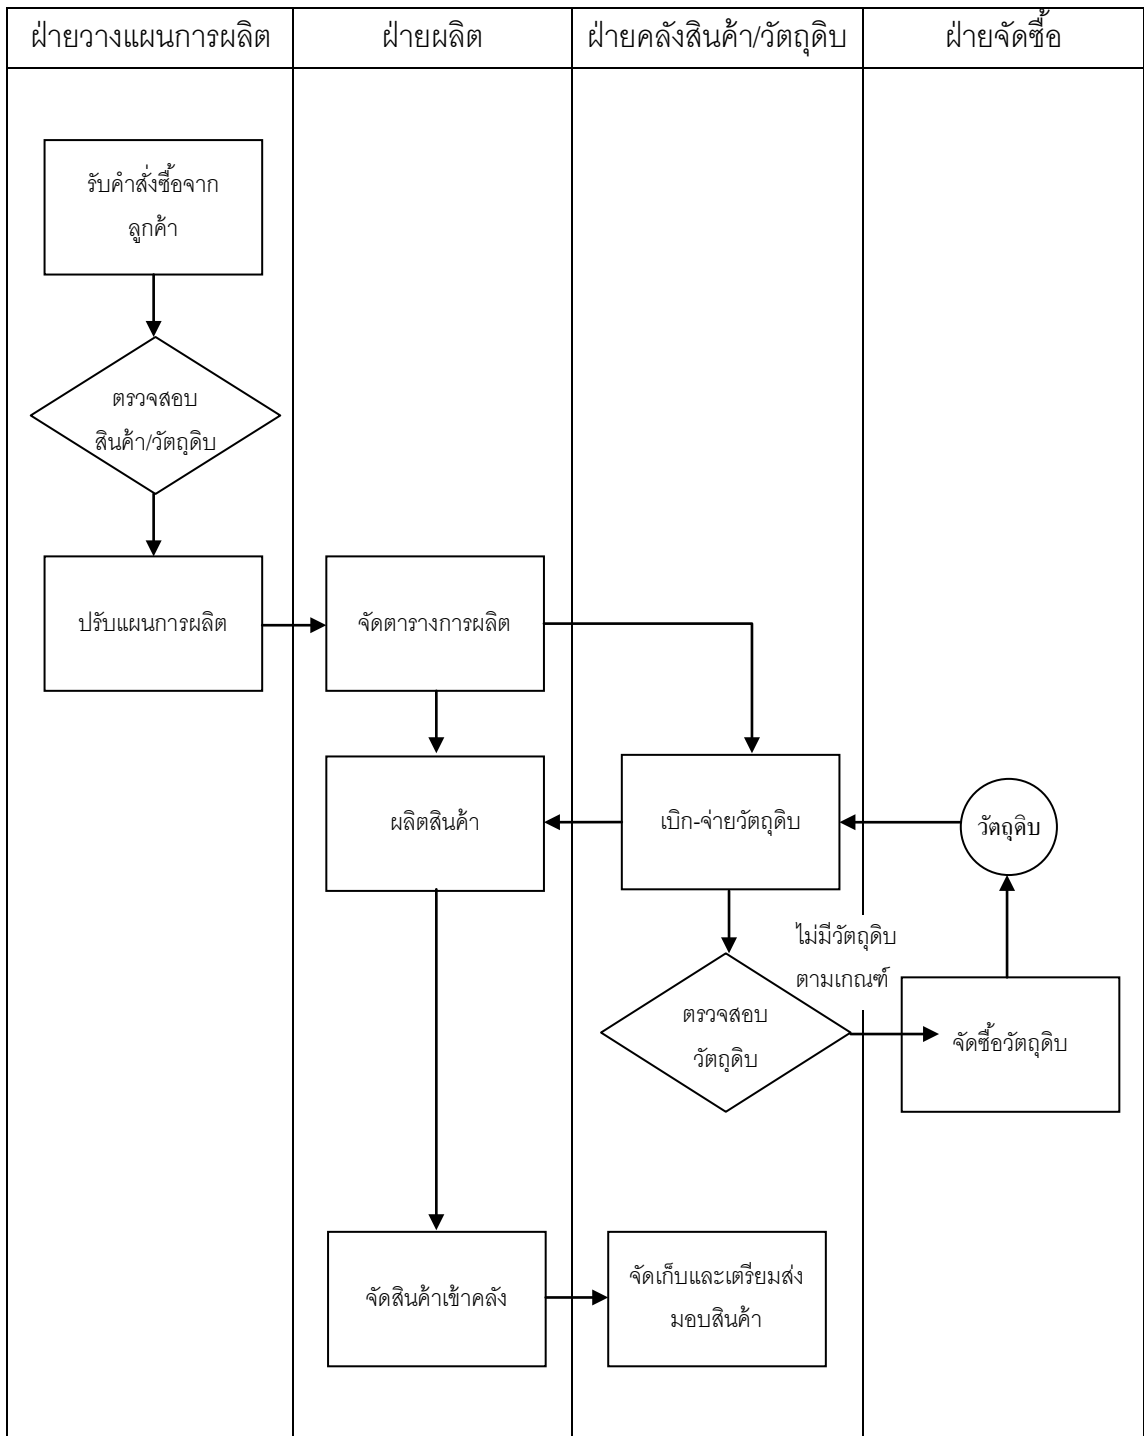 ฝ่ายวางแผนการผลิต
ฝ่ายผลิต
ฝ่ายคลังสินค้า/วัตถุดิบ
ฝ่ายจัดซื้อ
รับคำสั่งซื้อจาก
ลูกค้า
ตรวจสอบ
สินค้า/วัตถุดิบ
ปรับแผนการผลิต
จัดตารางการผลิต
ผลิตสินค้า
เบิก-จ่ายวัตถุดิบ
วัตถุดิบ
ไม่มีวัตถุดิบ
ตามเกณฑ์
ตรวจสอบ
วัตถุดิบ
จัดซื้อวัตถุดิบ
จัดสินค้าเข้าคลัง
จัดเก็บและเตรียมส่ง
มอบสินค้า